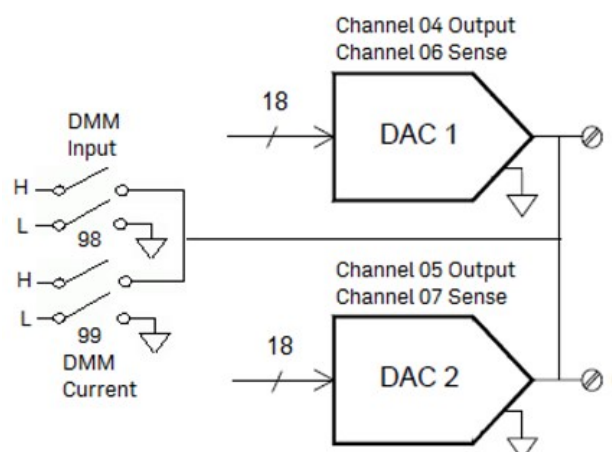 Channel 04 Output
Channel 06 Sense
18
DAC 1
DMM
Input
H
L
98
H
L
99
DMM
Current
Channel 05 Output
Channel 07 Sense
18
DAC 2